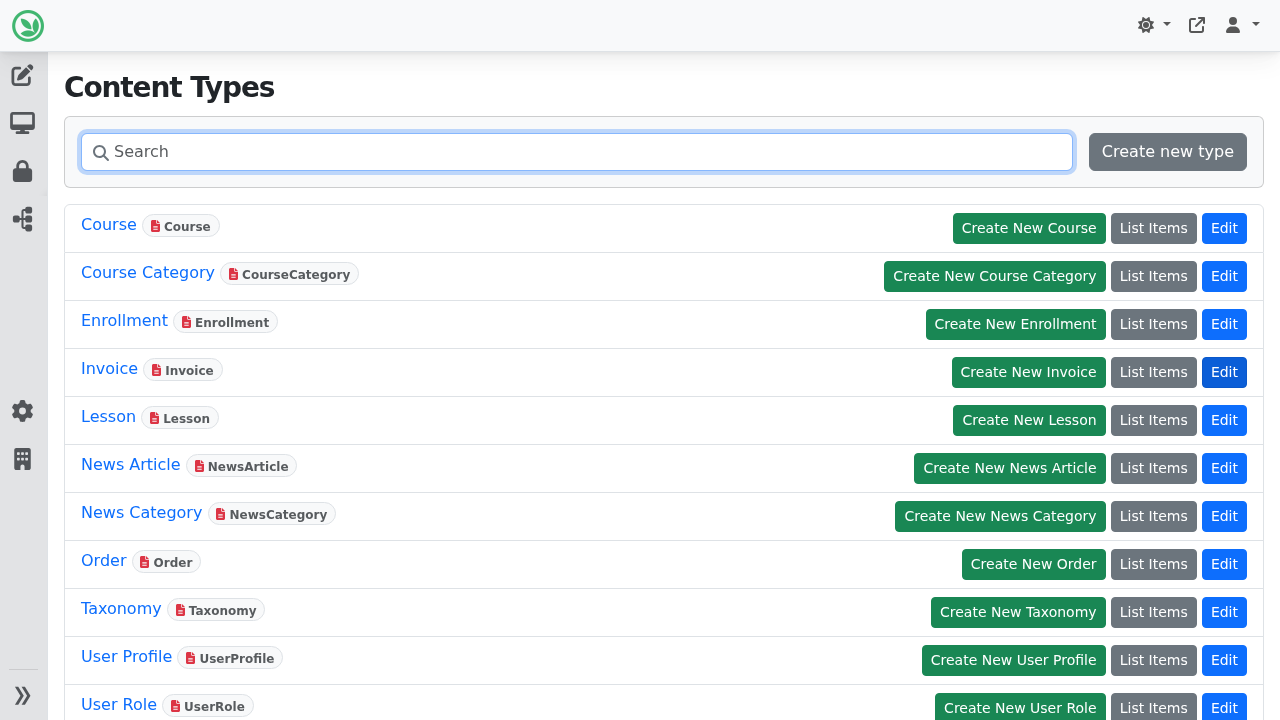 Content Types
Search
Create new type
Course Course Create New Course List Items Edit
Course Category CourseCategory Create New Course Category List Items Edit
Enrollment Enrollment Create New Enrollment List Items Edit
Invoice Invoice Create New Invoice List Items Edit
Lesson Lesson Create New Lesson List Items Edit
News Article NewsArticle Create New News Article List Items Edit
News Category NewsCategory Create New News Category List Items Edit
Order Order Create New Order List Items Edit
Taxonomy Taxonomy Create New Taxonomy List Items Edit
User Profile UserProfile Create New User Profile List Items Edit
User Role UserRole Create New User Role List Items Edit